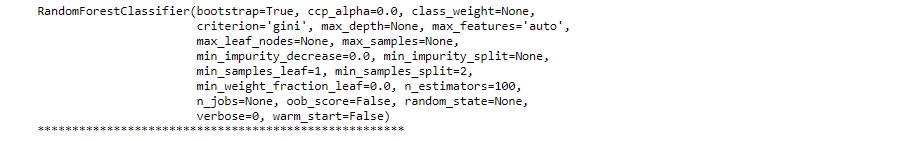 RandomForestClassifier(bootstrap=True, ccp_alpha=0.0, class_weight=None,
criterion='gini', max_depth=None, max_features='auto',
max_leaf_nodes=None, max_samples=None,
min_impurity_decrease=0.0, min_impurity_split=None,
min_samples_leaf=1, min_samples_split=2,
min_weight_fraction_leaf=0.0, n_estimators=100,
n_jobs=None, oob_score=False, random_state=None,
verbose=0, warm_start=False)
*****************************************************